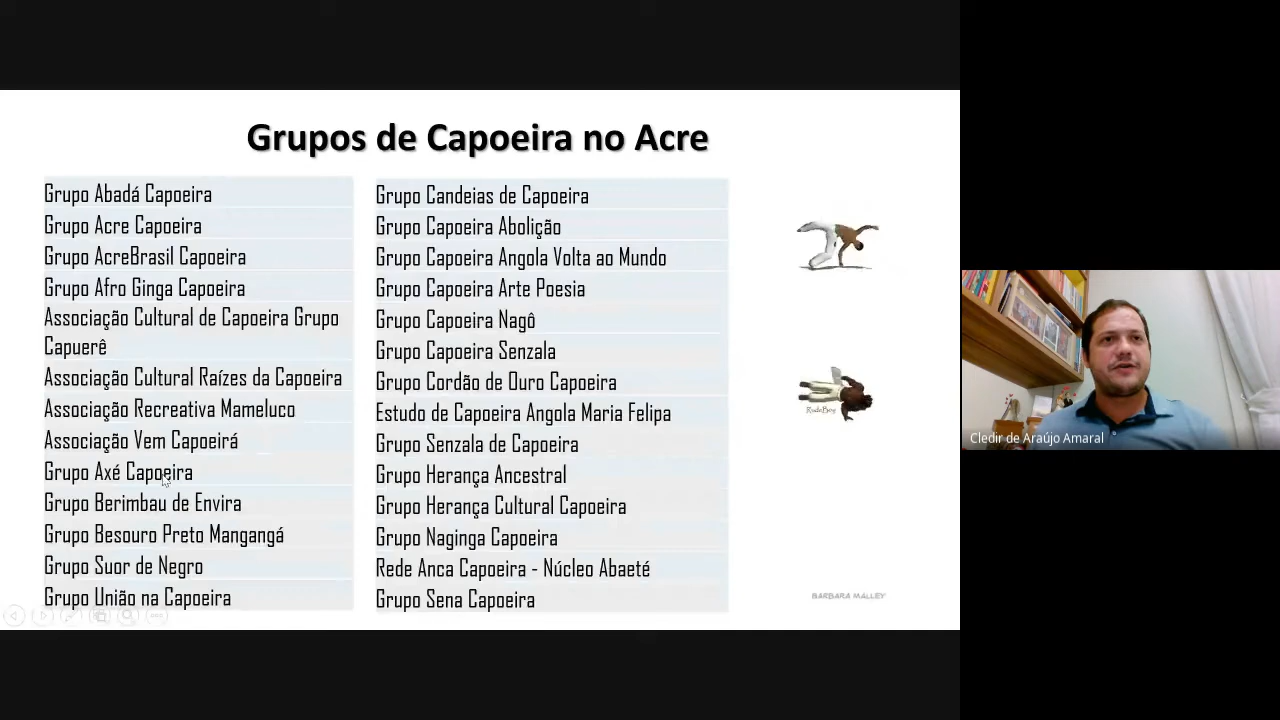 Grupos de Capoeira no Acre
Grupo Abadá Capoeira
Grupo Acre Capoeira
Grupo AcreBrasil Capoeira
Grupo Afro Ginga Capoeira
Associação Cultural de Capoeira Grupo
Capuerê
Associação Cultural Raízes da Capoeira
Associação Recreativa Mameluco
Associação Vem Capoeirá
Grupo Axé Capoeira
Grupo Berimbau de Envira
Grupo Besouro Preto Mangangá
Grupo Suor de Negro
Grupo União na Capoeira
Grupo Candeias de Capoeira
Grupo Capoeira Abolição
Grupo Capoeira Angola Volta ao Mundo
Grupo Capoeira Arte Poesia
Grupo Capoeira Nagô
Grupo Capoeira Senzala
Grupo Cordão de Ouro Capoeira
Estudo de Capoeira Angola Maria Felipa
Grupo Senzala de Capoeira
Grupo Herança Ancestral
Grupo Herança Cultural Capoeira
Grupo Naginga Capoeira
Rede Anca Capoeira - Núcleo Abaeté
Grupo Sena Capoeira
BARBARA MALLEY
Cledir de Araújo Amaral